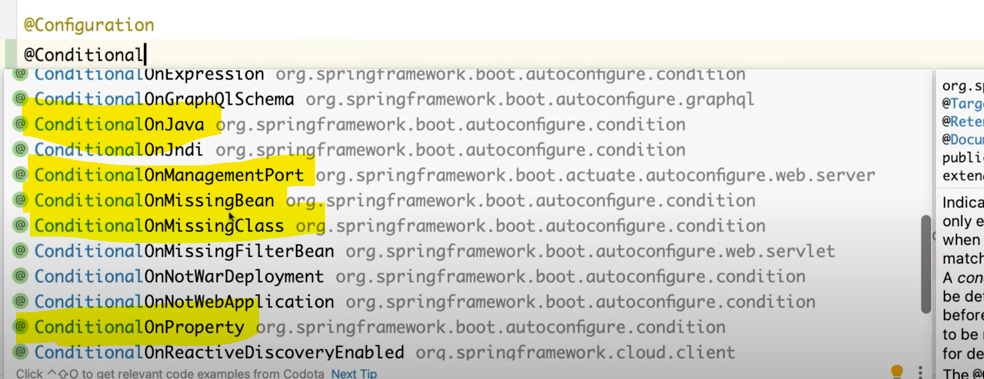 @Configuration
@Conditional
@ ConditionalOnExpression org.springframework.boot.autoconfigure.condition
@ ConditionalOnGraphQlSchema org.springframework.boot.autoconfigure.graphql
@ ConditionalOnJava org.springframework.boot.autoconfigure.condition
@ ConditionalOnJndi org.springframework.boot.autoconfigure.condition
@ ConditionalOnManagementPort org.springframework.boot.actuate.autoconfigure.web.server
@ ConditionalOnMissingBean org.springframework.boot.autoconfigure.condition
@ ConditionalOnMissingClass org.springframework.boot.autoconfigure.condition
@ ConditionalOnMissingFilterBean org.springframework.boot.autoconfigure.web.servlet
@ ConditionalOnNotWarDeployment org.springframework.boot.autoconfigure.condition
@ ConditionalOnNotWebApplication org.springframework.boot.autoconfigure.condition
@ ConditionalOnProperty org.springframework.boot.autoconfigure.condition
@ ConditionalOnReactiveDiscoveryEnabled org.springframework.cloud.client
Click ⌃⇧O to get relevant code examples from Codota Next Tip
org.sp
@Targe
@Reten
@Docum
public
extend
Indica
only e
when
match
A con
be det
before
to be r
for de
The @